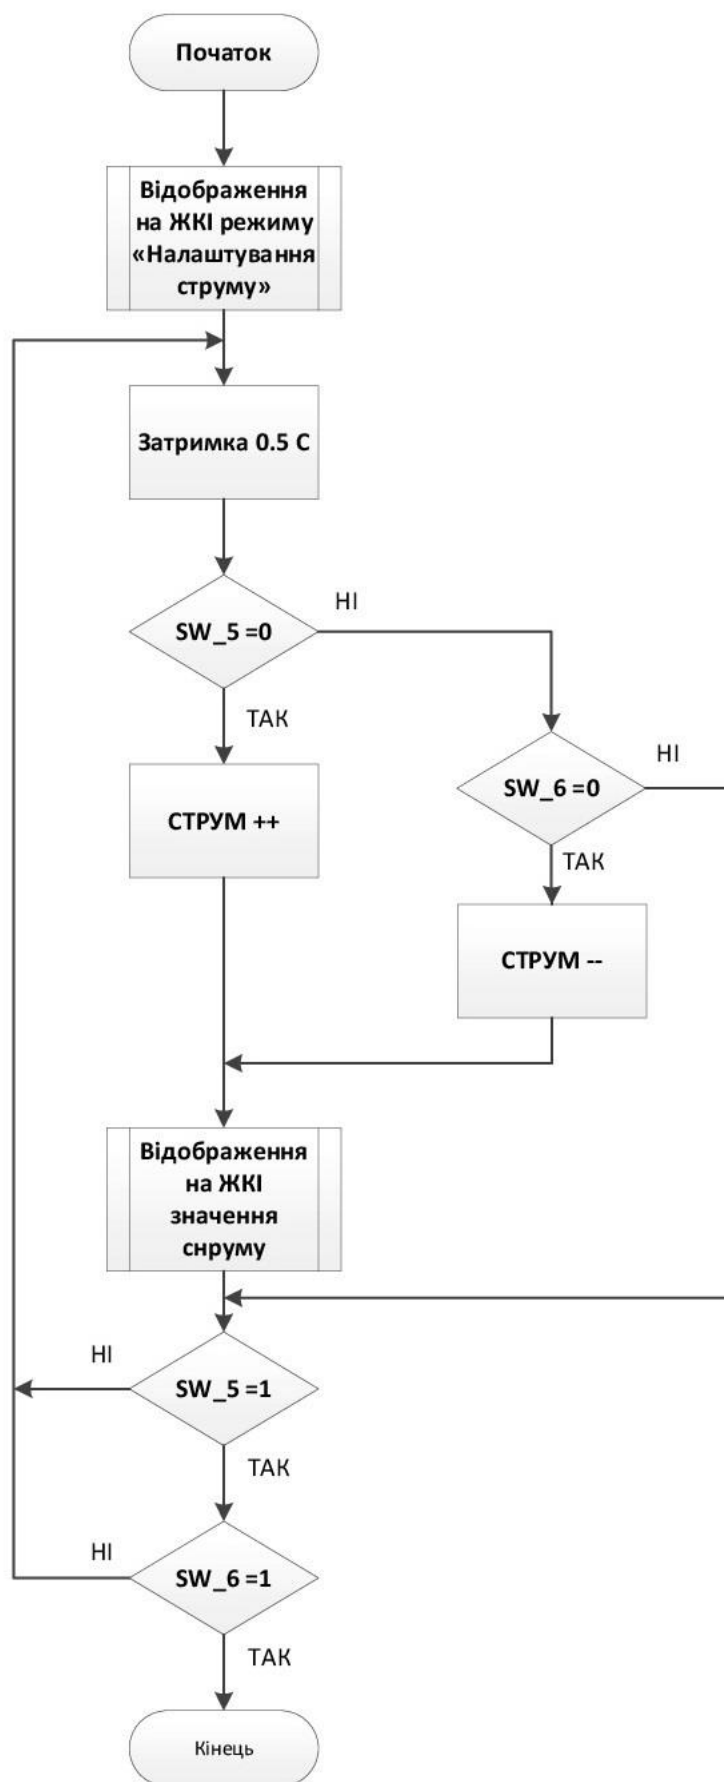 Початок
Відображення
на ЖКІ режиму
«Налаштування
струму»
Затримка 0.5 С
SW_5 =0
НІ
ТАК
СТРУМ ++
SW_6 =0
НІ
ТАК
СТРУМ --
Відображення
на ЖКІ
значення
снруму
SW_5 =1
НІ
ТАК
SW_6 =1
НІ
ТАК
Кінець